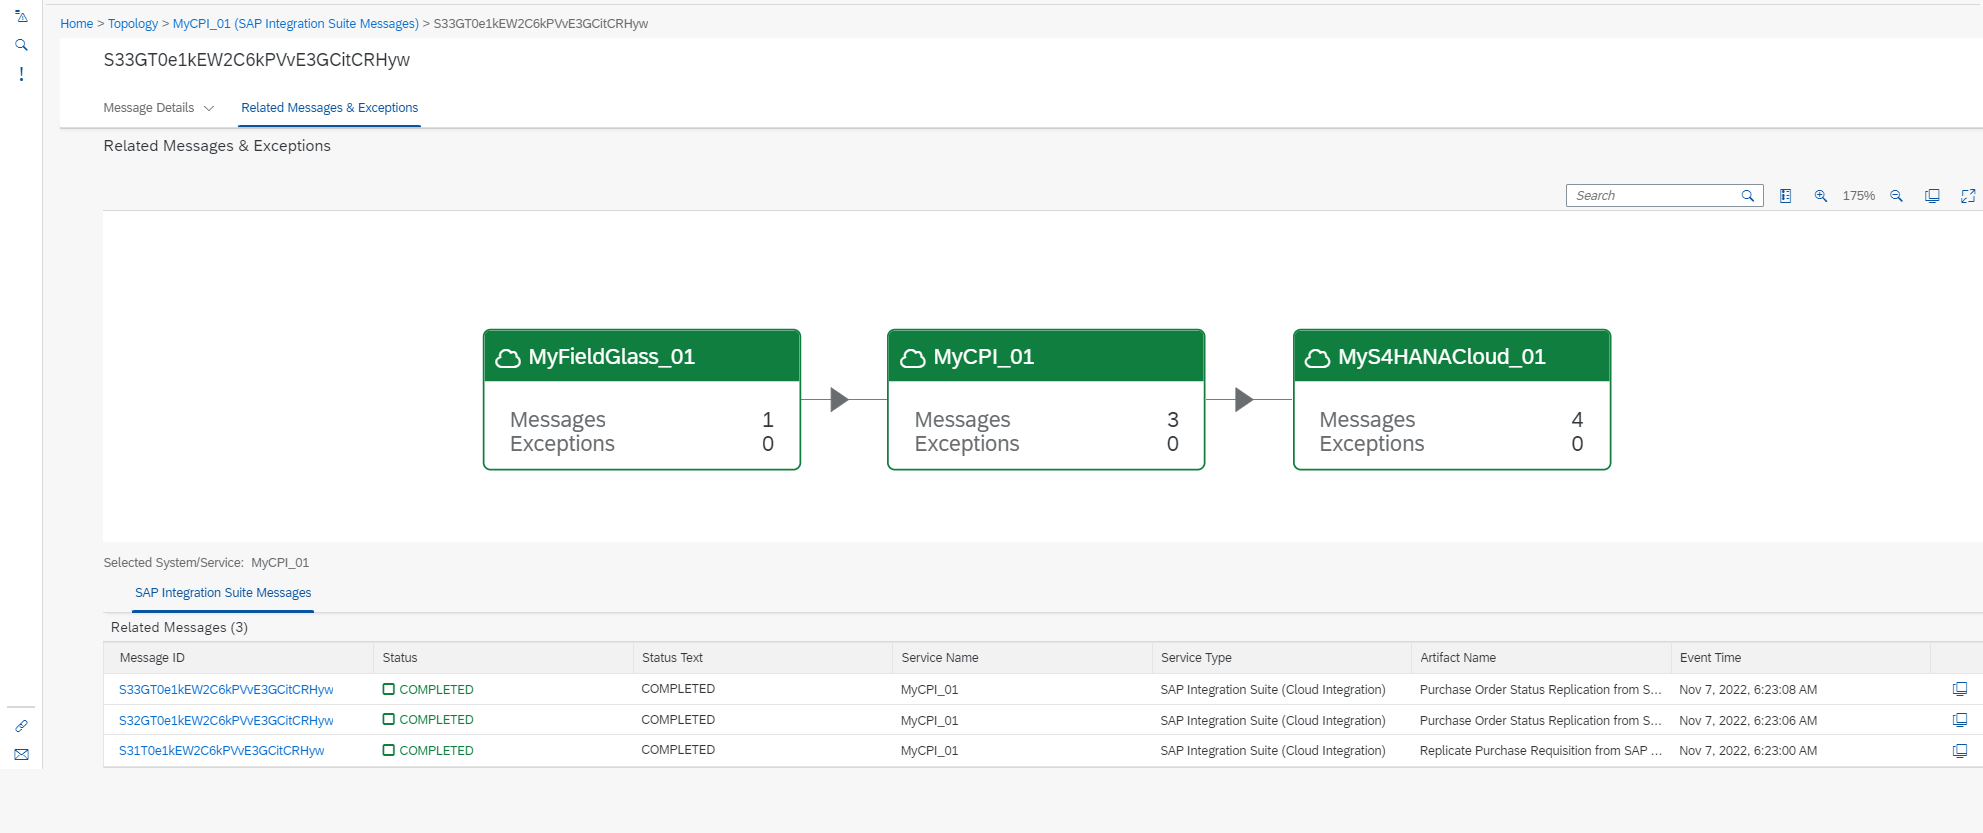 Home > Topology > MyCPI_01 (SAP Integration Suite Messages) > S33GT0e1kEW2C6kPVvE3GCitCRHyw
S33GT0e1kEW2C6kPVvE3GCitCRHyw
Message Details Related Messages & Exceptions
Related Messages & Exceptions
Search 175%
MyFieldGlass_01 MyCPI_01 MyS4HANACloud_01
Messages 1 Messages 3 Messages 4
Exceptions 0 Exceptions 0 Exceptions 0
Selected System/Service: MyCPI_01
SAP Integration Suite Messages
Related Messages (3)
Message ID Status Status Text Service Name Service Type Artifact Name Event Time
S33GT0e1kEW2C6kPVvE3GCitCRHyw COMPLETED COMPLETED MyCPI_01 SAP Integration Suite (Cloud Integration) Purchase Order Status Replication from S... Nov 7, 2022, 6:23:08 AM
S32GT0e1kEW2C6kPVvE3GCitCRHyw COMPLETED COMPLETED MyCPI_01 SAP Integration Suite (Cloud Integration) Purchase Order Status Replication from S... Nov 7, 2022, 6:23:06 AM
S31T0e1kEW2C6kPVvE3GCitCRHyw COMPLETED COMPLETED MyCPI_01 SAP Integration Suite (Cloud Integration) Replicate Purchase Requisition from SAP ... Nov 7, 2022, 6:23:00 AM